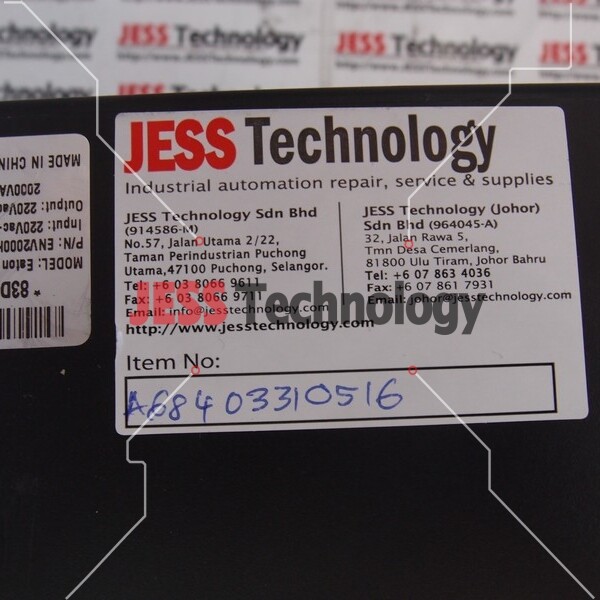 JESS Technology
JESS Technology
JESS Technology
JESS Technology
JESS Technology
Industrial automation repair, service & supplies
JESS Technology Sdn Bhd
(914586-M)
No.57, Jalan Utama 2/22,
Taman Perindustrian Puchong
Utama,47100 Puchong, Selangor.
Tel: +6 03 8066 9611
Fax: +6 03 8066 971
Email: info@jesstechnology.com
http://www.jesstechnology.com
JESS Technology (Johor)
Sdn Bhd (964045-A)
32, Jalan Rawa 5,
Tmn Desa Cemerlang,
81800 Ulu Tiram, Johor Bahru
Tel: +6 07 863 4036
Fax: +6 07 861 7931
Email: johor@jesstechnology.com
JESS Technology
Item No:
A68403310516
*83D
MODEL: Eaton
P/N: ENV2000H
Input: 220Vac
Output: 220Vac
2000VA
MADE IN CHIN